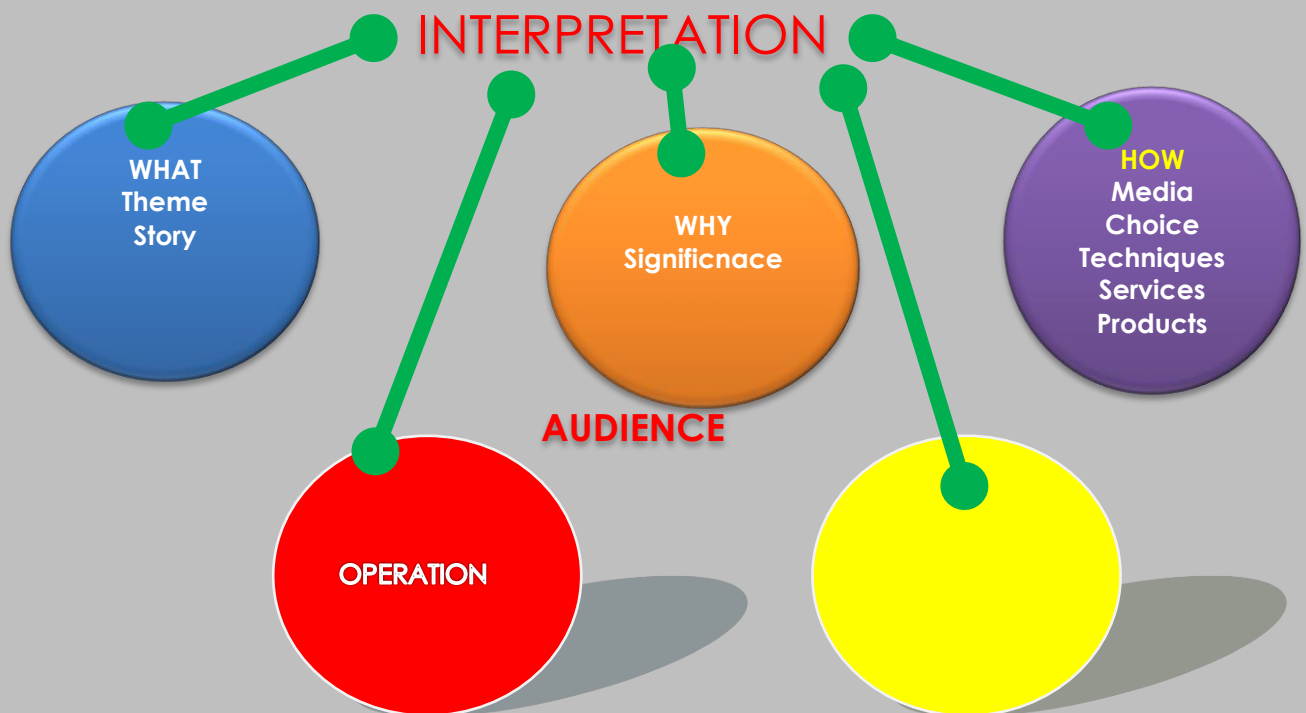 INTERPRETATION
WHAT
Theme
Story
WHY
Significnace
HOW
Media
Choice
Techniques
Services
Products
AUDIENCE
OPERATION